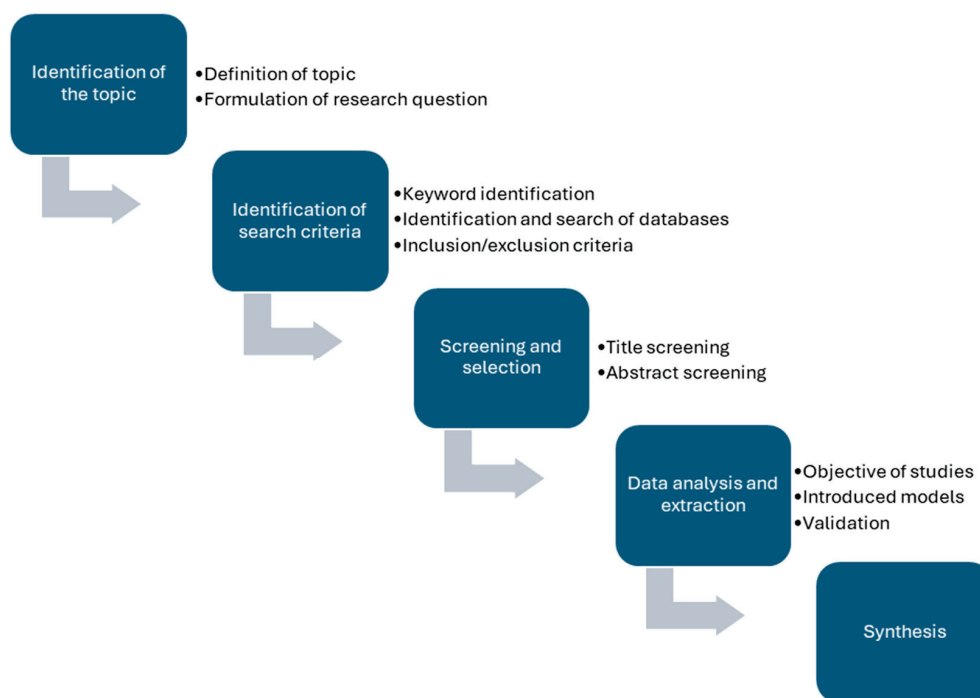 Identification of
the topic
•Definition of topic
•Formulation of research question
Identification of
search criteria
•Keyword identification
•Identification and search of databases
•Inclusion/exclusion criteria
Screening and
selection
•Title screening
•Abstract screening
Data analysis and
extraction
•Objective of studies
•Introduced models
•Validation
Synthesis